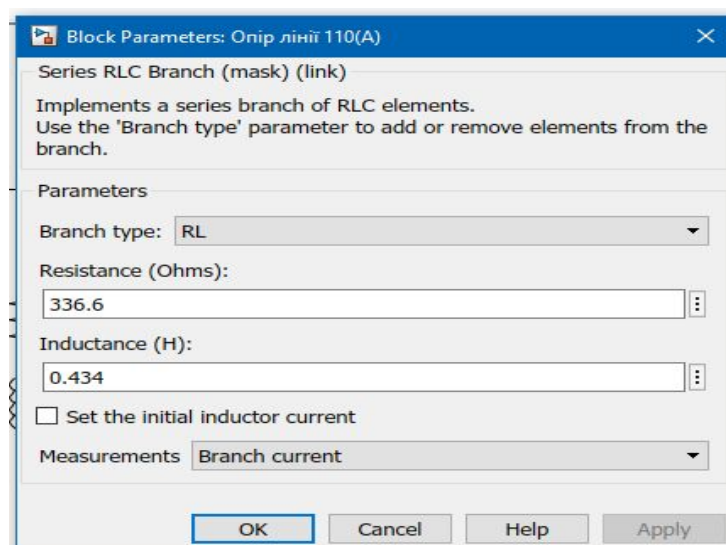 Block Parameters: Опір лінії 110(А)
Series RLC Branch (mask) (link)
Implements a series branch of RLC elements.
Use the 'Branch type' parameter to add or remove elements from the
branch.
Parameters
Branch type: RL
Resistance (Ohms):
336.6
Inductance (H):
0.434
Set the initial inductor current
Measurements Branch current
OK Cancel Help Apply